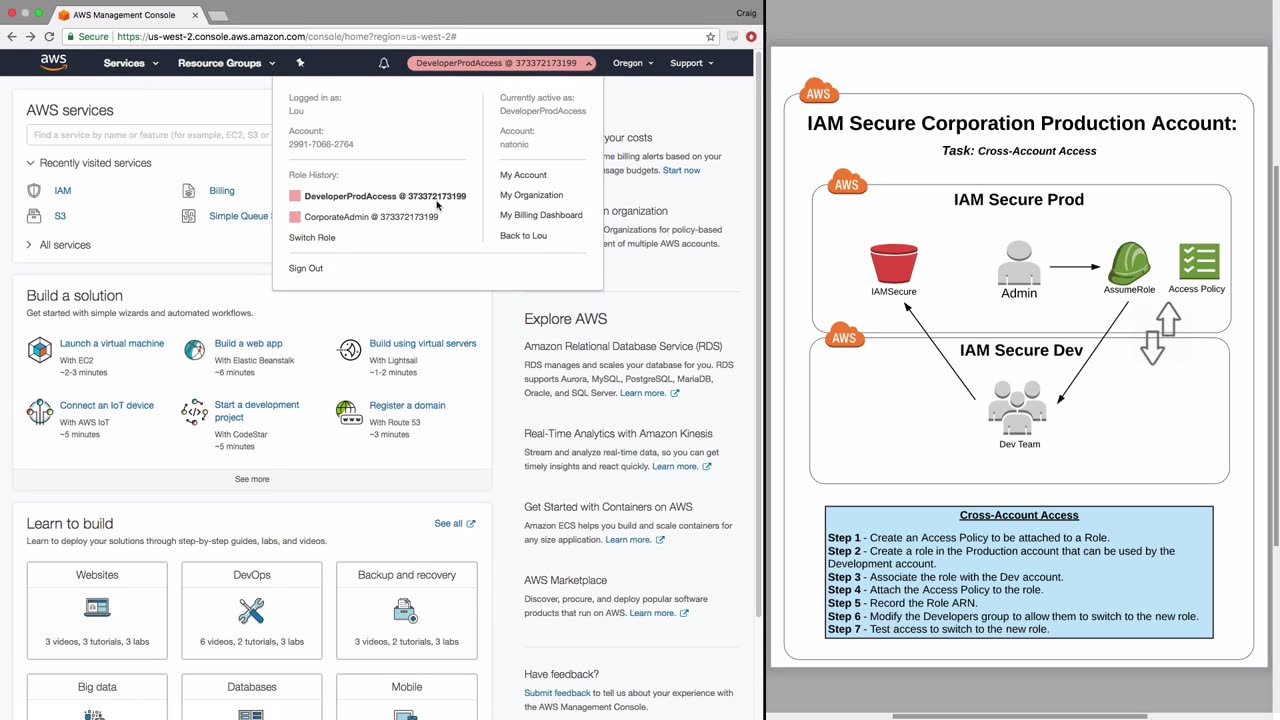 AWS Management Console
Craig
Secure
https://us-west-2.console.aws.amazon.com/console/home?region=us-west-2#
aws
Services
Resource Groups
DeveloperProdAccess @ 373372173199
Oregon
Support
Logged in as:
Lou
Account:
2991-7066-2764
Role History:
DeveloperProdAccess @ 373372173199
CorporateAdmin @ 373372173199
Switch Role
Sign Out
Currently active as:
DeveloperProdAccess
Account:
natonic
My Account
My Organization
My Billing Dashboard
Back to Lou
AWS services
Find a service by name or feature (for example, EC2, S3 or
Recently visited services
IAM
Billing
S3
Simple Queue
All services
your costs
billing alerts based on your
usage budgets. Start now
organization
Organizations for policy-based
of multiple AWS accounts.
Build a solution
Get started with simple wizards and automated workflows.
Launch a virtual machine
With EC2
~2-3 minutes
Build a web app
With Elastic Beanstalk
~6 minutes
Build using virtual servers
With Lightsail
~1-2 minutes
Connect an IoT device
With AWS IoT
~5 minutes
Start a development
project
With CodeStar
~5 minutes
Register a domain
With Route 53
~3 minutes
See more
Learn to build
See all
Learn to deploy your solutions through step-by-step guides, labs, and videos.
Websites
3 videos, 3 tutorials, 3 labs
DevOps
6 videos, 2 tutorials, 3 labs
Backup and recovery
3 videos, 2 tutorials, 3 labs
Big data
Databases
Mobile
Explore AWS
Amazon Relational Database Service (RDS)
RDS manages and scales your database for you. RDS
supports Aurora, MySQL, PostgreSQL, MariaDB,
Oracle, and SQL Server. Learn more.
Real-Time Analytics with Amazon Kinesis
Stream and analyze real-time data, so you can get
timely insights and react quickly. Learn more.
Get Started with Containers on AWS
Amazon ECS helps you build and scale containers for
any size application. Learn more.
AWS Marketplace
Discover, procure, and deploy popular software
products that run on AWS. Learn more.
Have feedback?
Submit feedback to tell us about your experience with
the AWS Management Console.
AWS
IAM Secure Corporation Production Account:
Task: Cross-Account Access
AWS
IAM Secure Prod
IAMSecure
Admin
AssumeRole
Access Policy
AWS
IAM Secure Dev
Dev Team
Cross-Account Access
Step 1 - Create an Access Policy to be attached to a Role.
Step 2 - Create a role in the Production account that can be used by the
Development account.
Step 3 - Associate the role with the Dev account.
Step 4 - Attach the Access Policy to the role.
Step 5 - Record the Role ARN.
Step 6 - Modify the Developers group to allow them to switch to the new role.
Step 7 - Test access to switch to the new role.